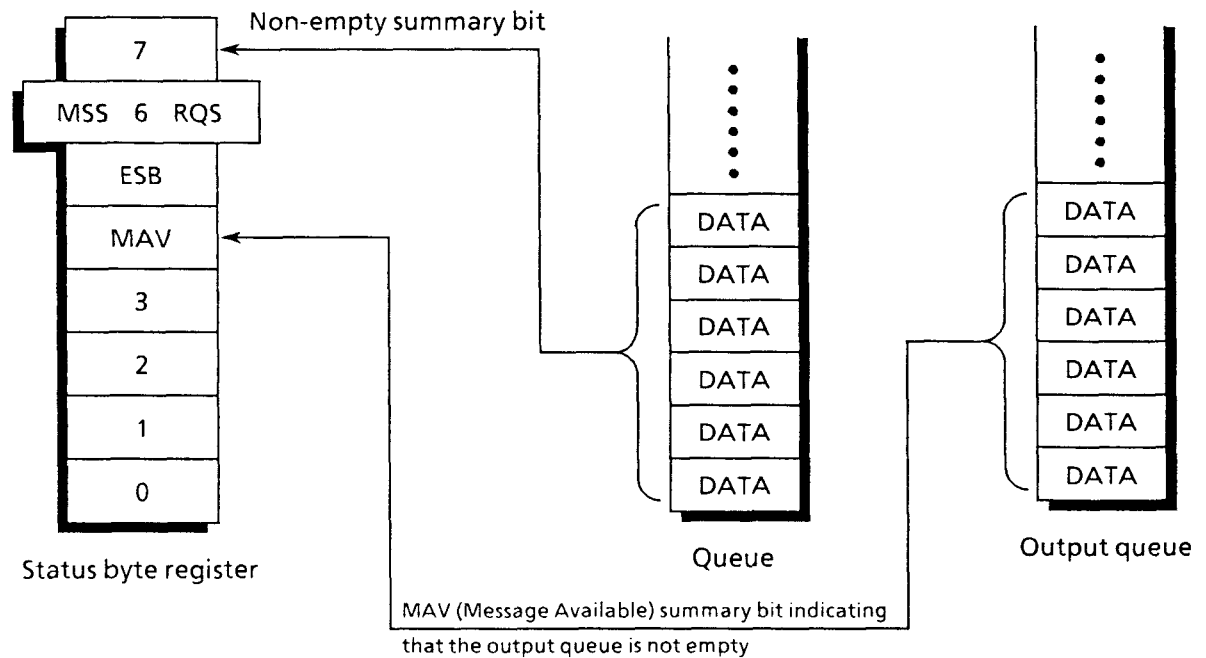 Non-empty summary bit
7
MSS 6 RQS
ESB
MAV
3
2
1
0
Status byte register
DATA
DATA
DATA
DATA
DATA
DATA
Queue
DATA
DATA
DATA
DATA
DATA
DATA
Output queue
MAV (Message Available) summary bit indicating
that the output queue is not empty